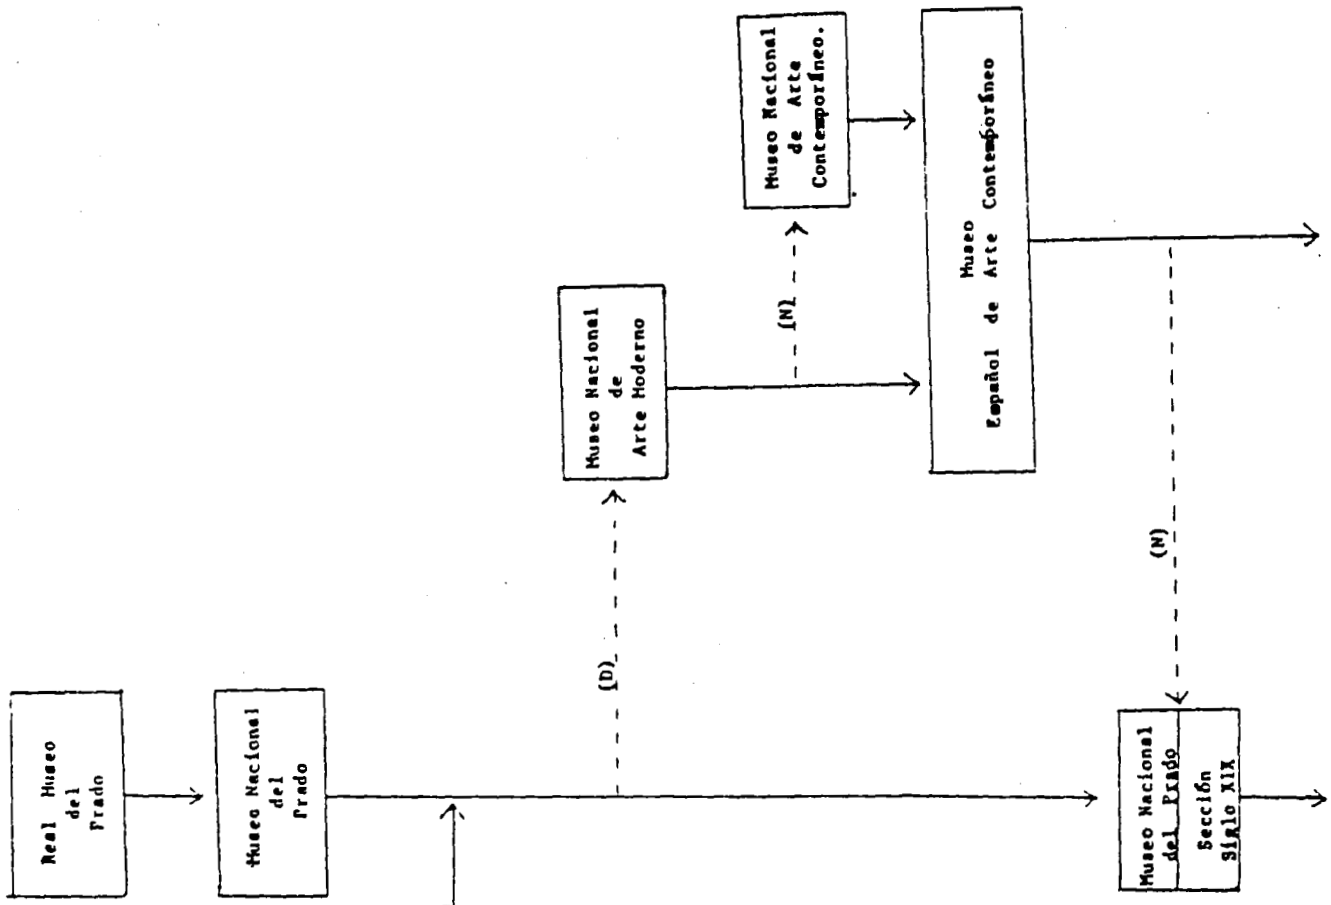 Real Museo
del
Prado
Museo Nacional
del
Prado
(D)
Museo Nacional
de
Arte Moderno
(N)
Museo Nacional
de Arte
Contemporáneo.
Museo
Español de Arte Contemporáneo
(N)
Museo Nacional
del Prado
Sección
Siglo XIX